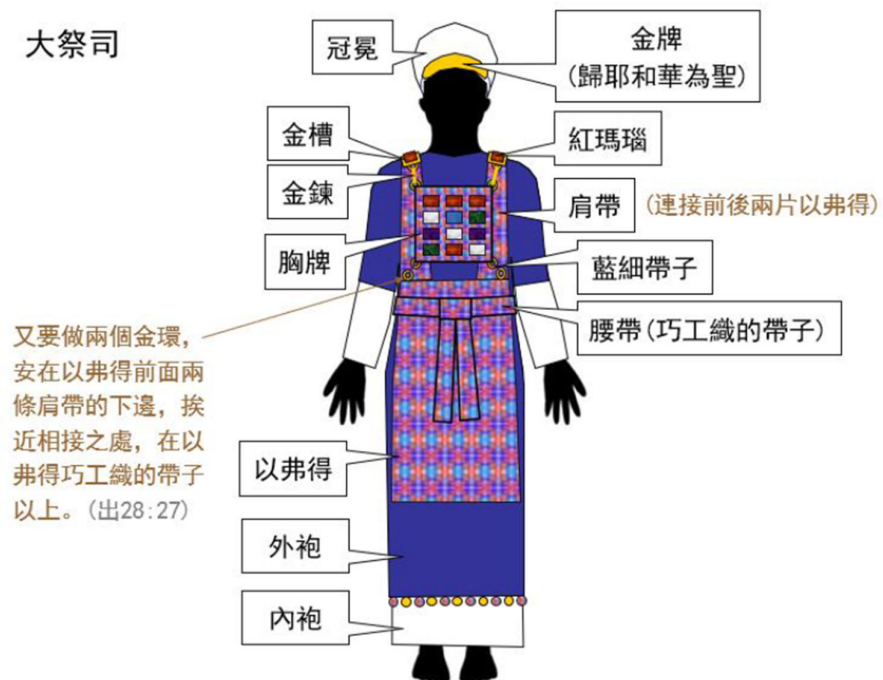 大祭司
冠冕
金牌
(歸耶和華為聖)
金槽
紅瑪瑙
金鍊
肩帶
(連接前後兩片以弗得)
胸牌
藍細帶子
腰帶(巧工織的帶子)
又要做兩個金環，
安在以弗得前面兩
條肩帶的下邊，挨
近相接之處，在以
弗得巧工織的帶子
以上。(出28:27)
以弗得
外袍
內袍